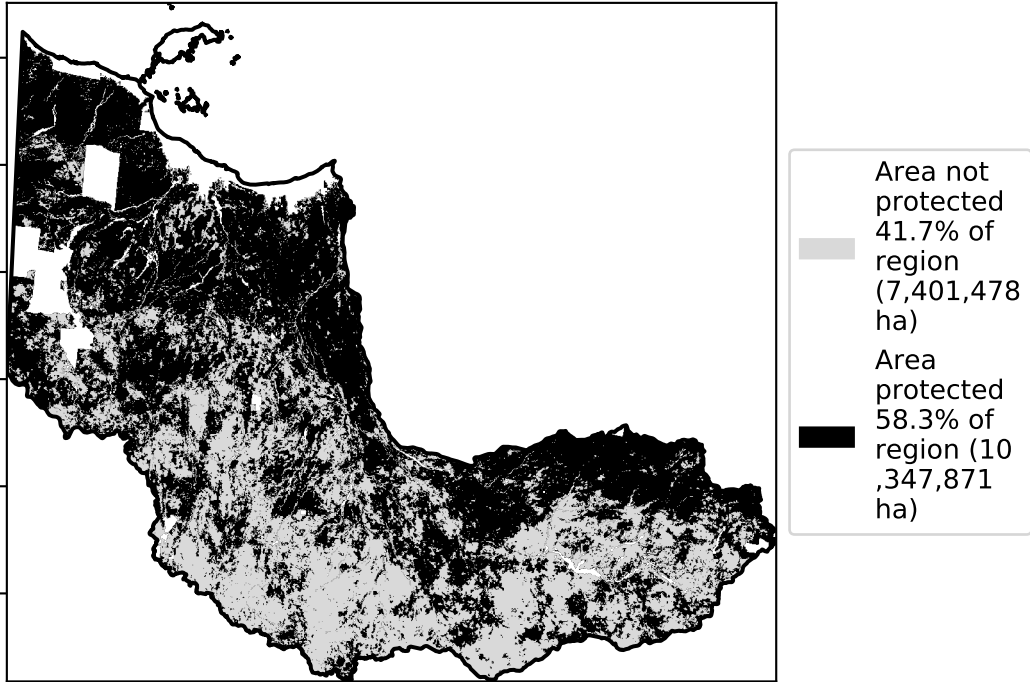 Area not
protected
41.7% of
region
(7,401,478
ha)
Area
protected
58.3% of
region (10
,347,871
ha)